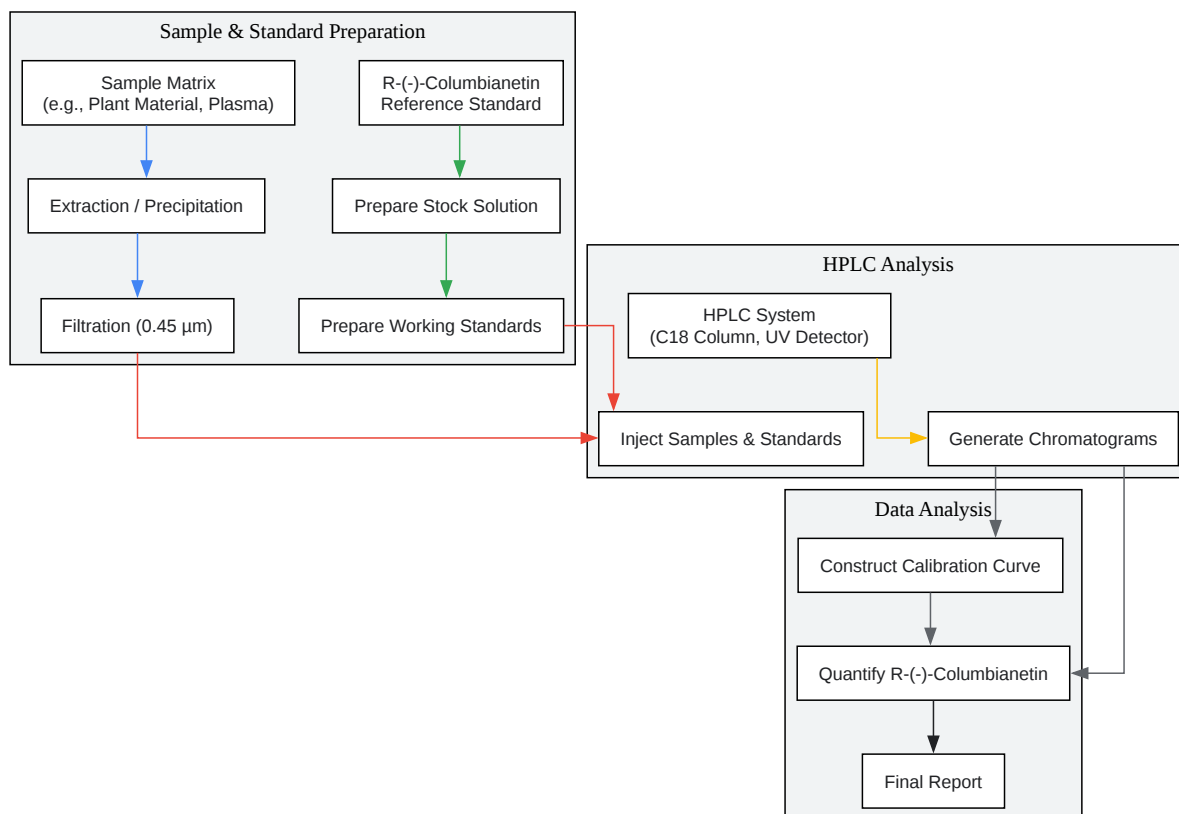 Sample & Standard Preparation
Sample Matrix
(e.g., Plant Material, Plasma)
R-(-)-Columbianetin
Reference Standard
Extraction / Precipitation
Prepare Stock Solution
Filtration (0.45 µm)
Prepare Working Standards
HPLC Analysis
HPLC System
(C18 Column, UV Detector)
Inject Samples & Standards
Generate Chromatograms
Data Analysis
Construct Calibration Curve
Quantify R-(-)-Columbianetin
Final Report